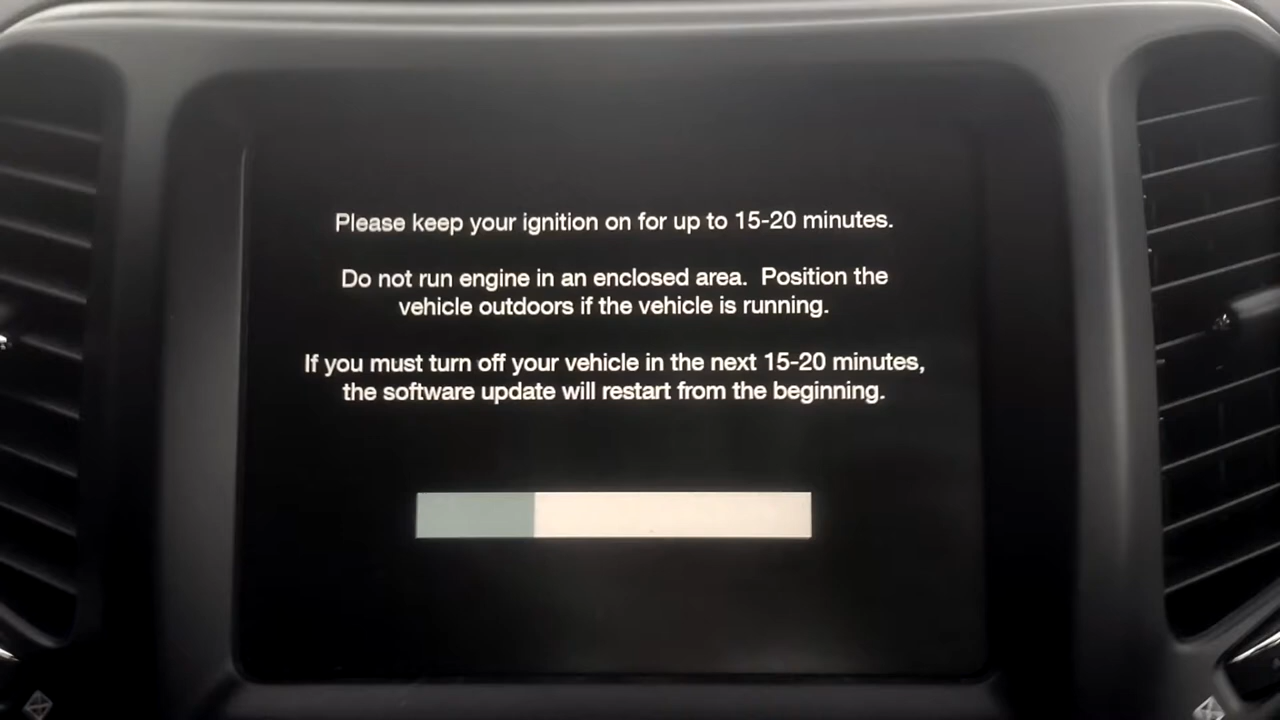 Please keep your ignition on for up to 15-20 minutes.
Do not run engine in an enclosed area.  Position the
vehicle outdoors if the vehicle is running.
If you must turn off your vehicle in the next 15-20 minutes,
the software update will restart from the beginning.